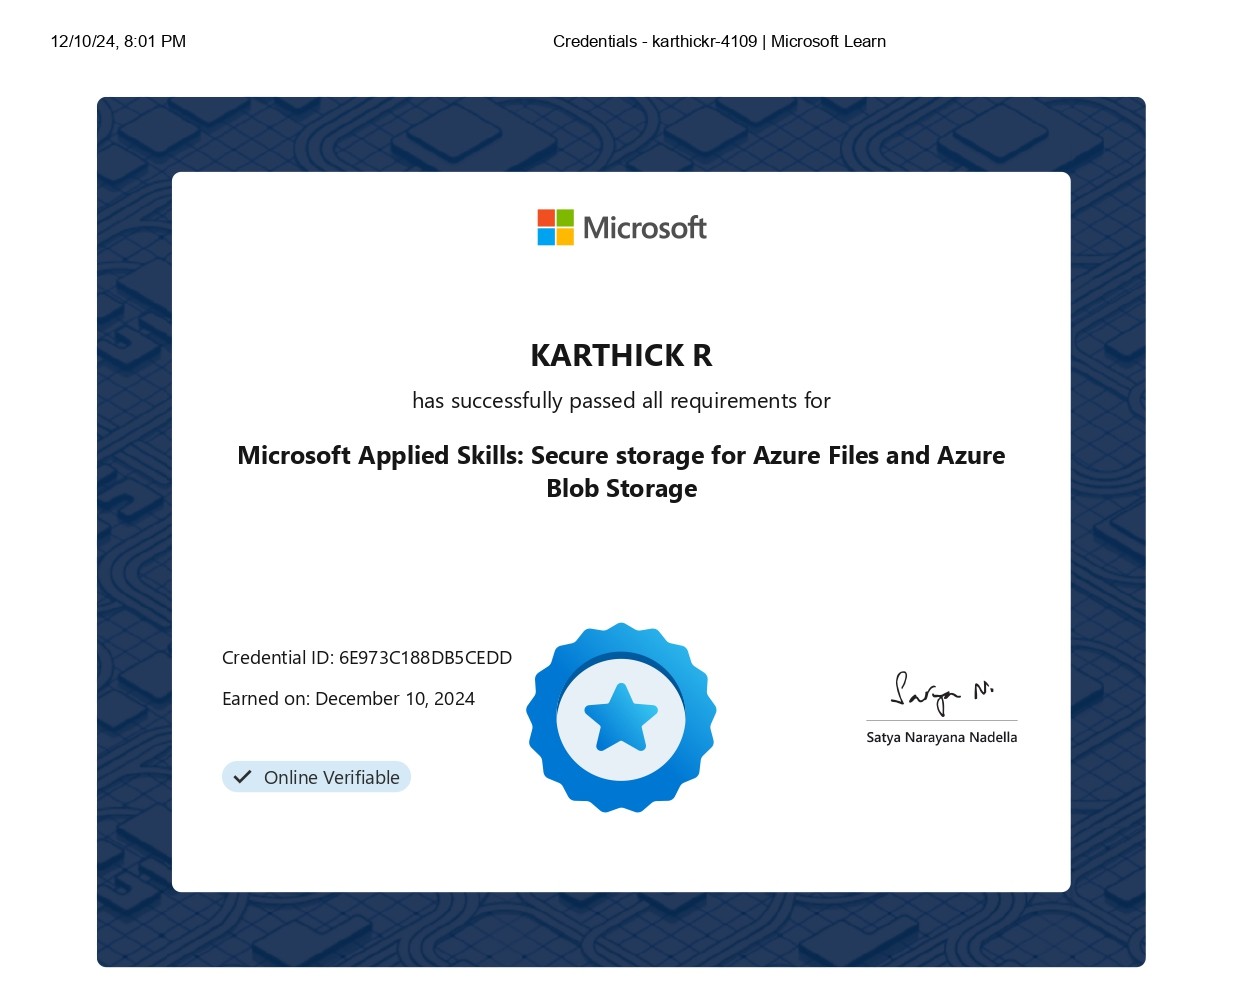 12/10/24, 8:01 PM
Credentials - karthickr-4109 | Microsoft Learn
Microsoft
KARTHICK R
has successfully passed all requirements for
Microsoft Applied Skills: Secure storage for Azure Files and Azure
Blob Storage
Credential ID: 6E973C188DB5CEDD
Earned on: December 10, 2024
Online Verifiable
Satya N.
Satya Narayana Nadella